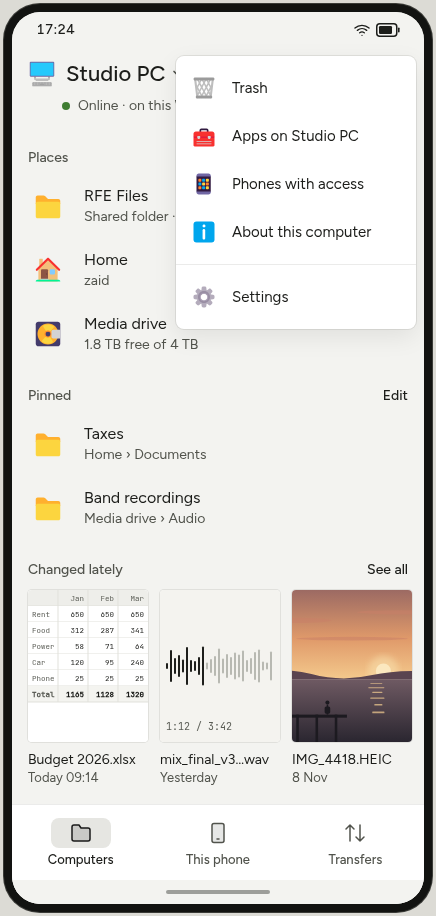 17:24
Studio PC
Online · on this
Trash
Apps on Studio PC
Phones with access
About this computer
Settings
Places
RFE Files
Shared folder ·
Home
zaid
Media drive
1.8 TB free of 4 TB
Pinned
Edit
Taxes
Home › Documents
Band recordings
Media drive › Audio
Changed lately
See all
Jan Feb Mar
Rent 650 650 650
Food 312 287 341
Power 58 71 64
Car 120 95 240
Phone 25 25 25
Total 1165 1128 1320
1:12 / 3:42
Budget 2026.xlsx
Today 09:14
mix_final_v3…wav
Yesterday
IMG_4418.HEIC
8 Nov
Computers
This phone
Transfers